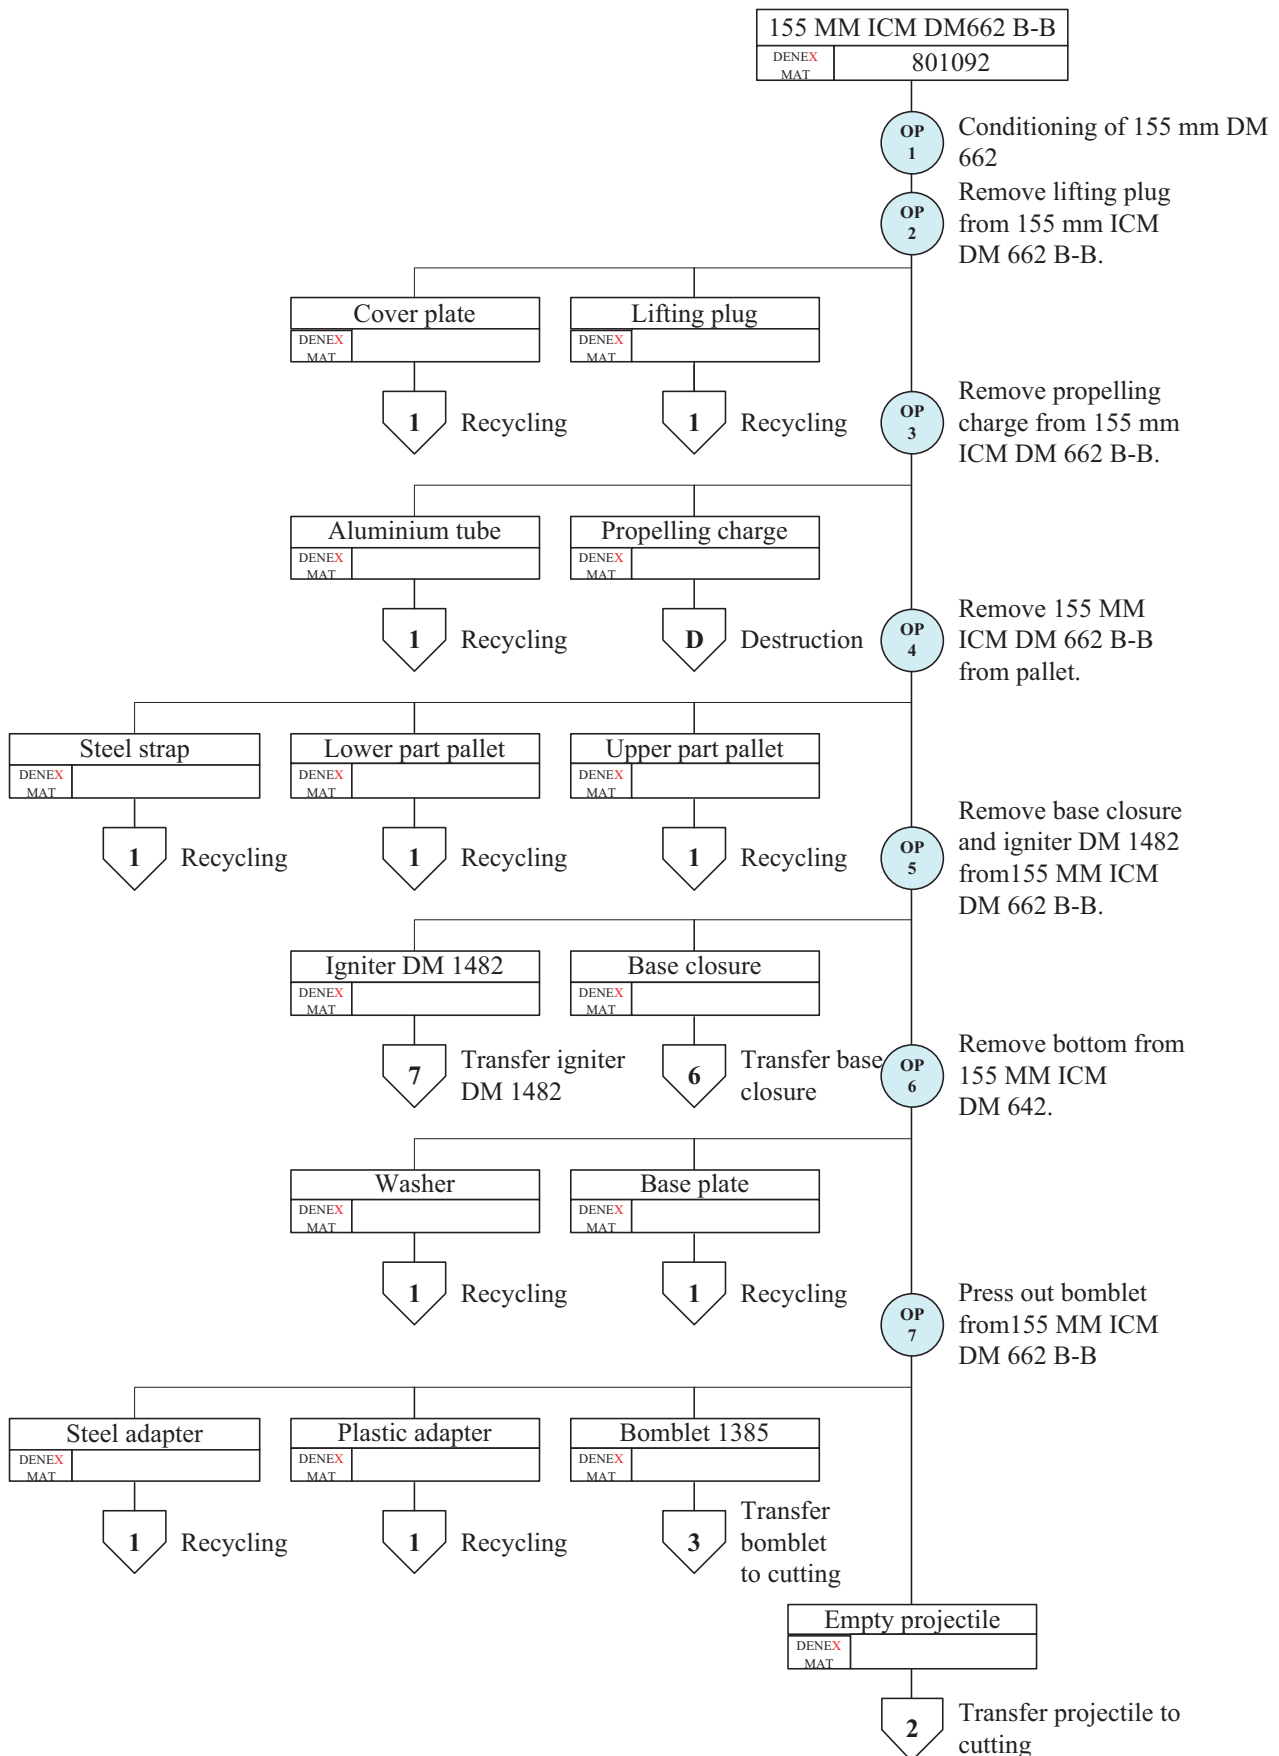 155 MM ICM DM662 B-B
DENEX
MAT
801092
OP
1
Conditioning of 155 mm DM
662
OP
2
Remove lifting plug
from 155 mm ICM
DM 662 B-B.
Cover plate
DENEX
MAT
Lifting plug
DENEX
MAT
1
Recycling
1
Recycling
OP
3
Remove propelling
charge from 155 mm
ICM DM 662 B-B.
Aluminium tube
DENEX
MAT
Propelling charge
DENEX
MAT
1
Recycling
D
Destruction
OP
4
Remove 155 MM
ICM DM 662 B-B
from pallet.
Steel strap
DENEX
MAT
Lower part pallet
DENEX
MAT
Upper part pallet
DENEX
MAT
1
Recycling
1
Recycling
1
Recycling
OP
5
Remove base closure
and igniter DM 1482
from155 MM ICM
DM 662 B-B.
Igniter DM 1482
DENEX
MAT
Base closure
DENEX
MAT
7
Transfer igniter
DM 1482
6
Transfer base
closure
OP
6
Remove bottom from
155 MM ICM
DM 642.
Washer
DENEX
MAT
Base plate
DENEX
MAT
1
Recycling
1
Recycling
OP
7
Press out bomblet
from155 MM ICM
DM 662 B-B
Steel adapter
DENEX
MAT
Plastic adapter
DENEX
MAT
Bomblet 1385
DENEX
MAT
1
Recycling
1
Recycling
3
Transfer
bomblet
to cutting
Empty projectile
DENEX
MAT
2
Transfer projectile to
cutting